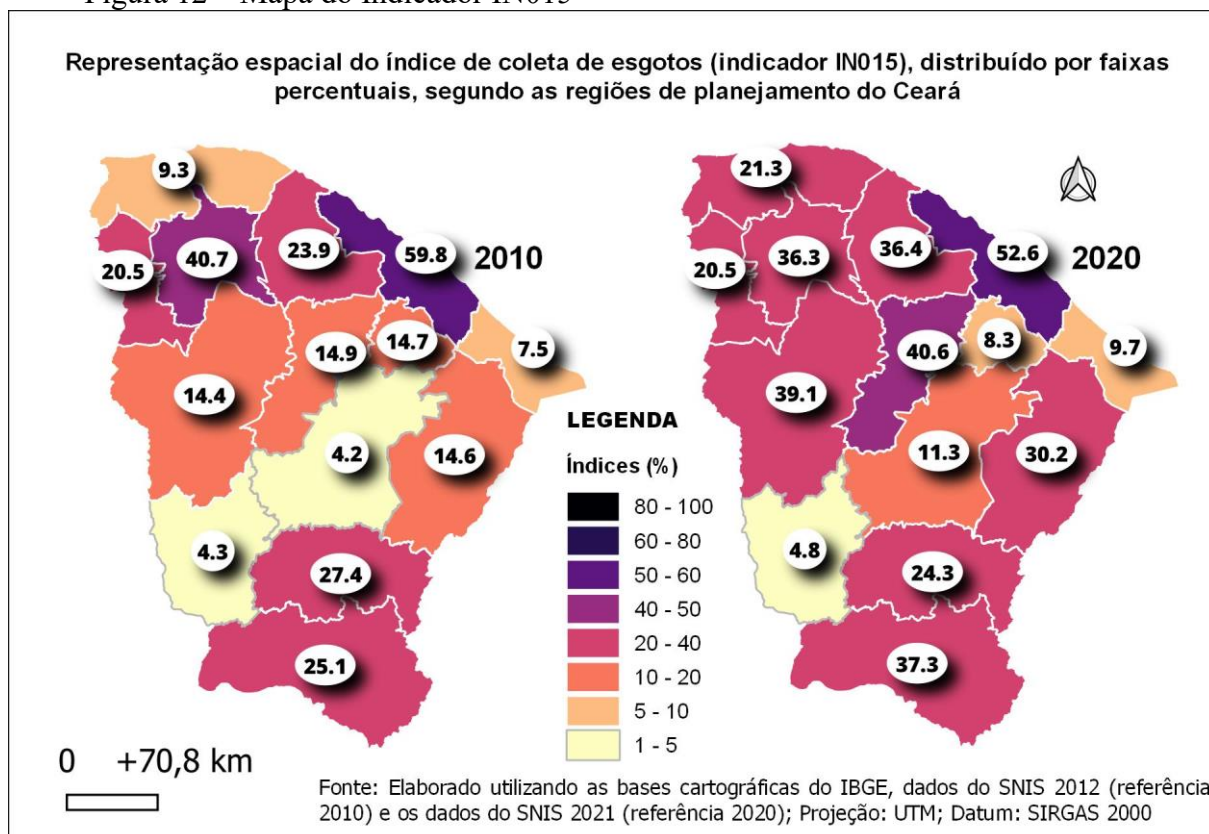 Figura 12 – Mapa do Indicador IN015
Representação espacial do índice de coleta de esgotos (indicador IN015), distribuído por faixas
percentuais, segundo as regiões de planejamento do Ceará
9.3
20.5
40.7
23.9
59.8
2010
14.4
14.9
14.7
7.5
4.2
14.6
4.3
27.4
25.1
21.3
20.5
36.3
36.4
52.6
2020
39.1
40.6
8.3
9.7
11.3
30.2
4.8
24.3
37.3
LEGENDA
Índices (%)
80 - 100
60 - 80
50 - 60
40 - 50
20 - 40
10 - 20
5 - 10
1 - 5
0 +70,8 km
Fonte: Elaborado utilizando as bases cartográficas do IBGE, dados do SNIS 2012 (referência
2010) e os dados do SNIS 2021 (referência 2020); Projeção: UTM; Datum: SIRGAS 2000